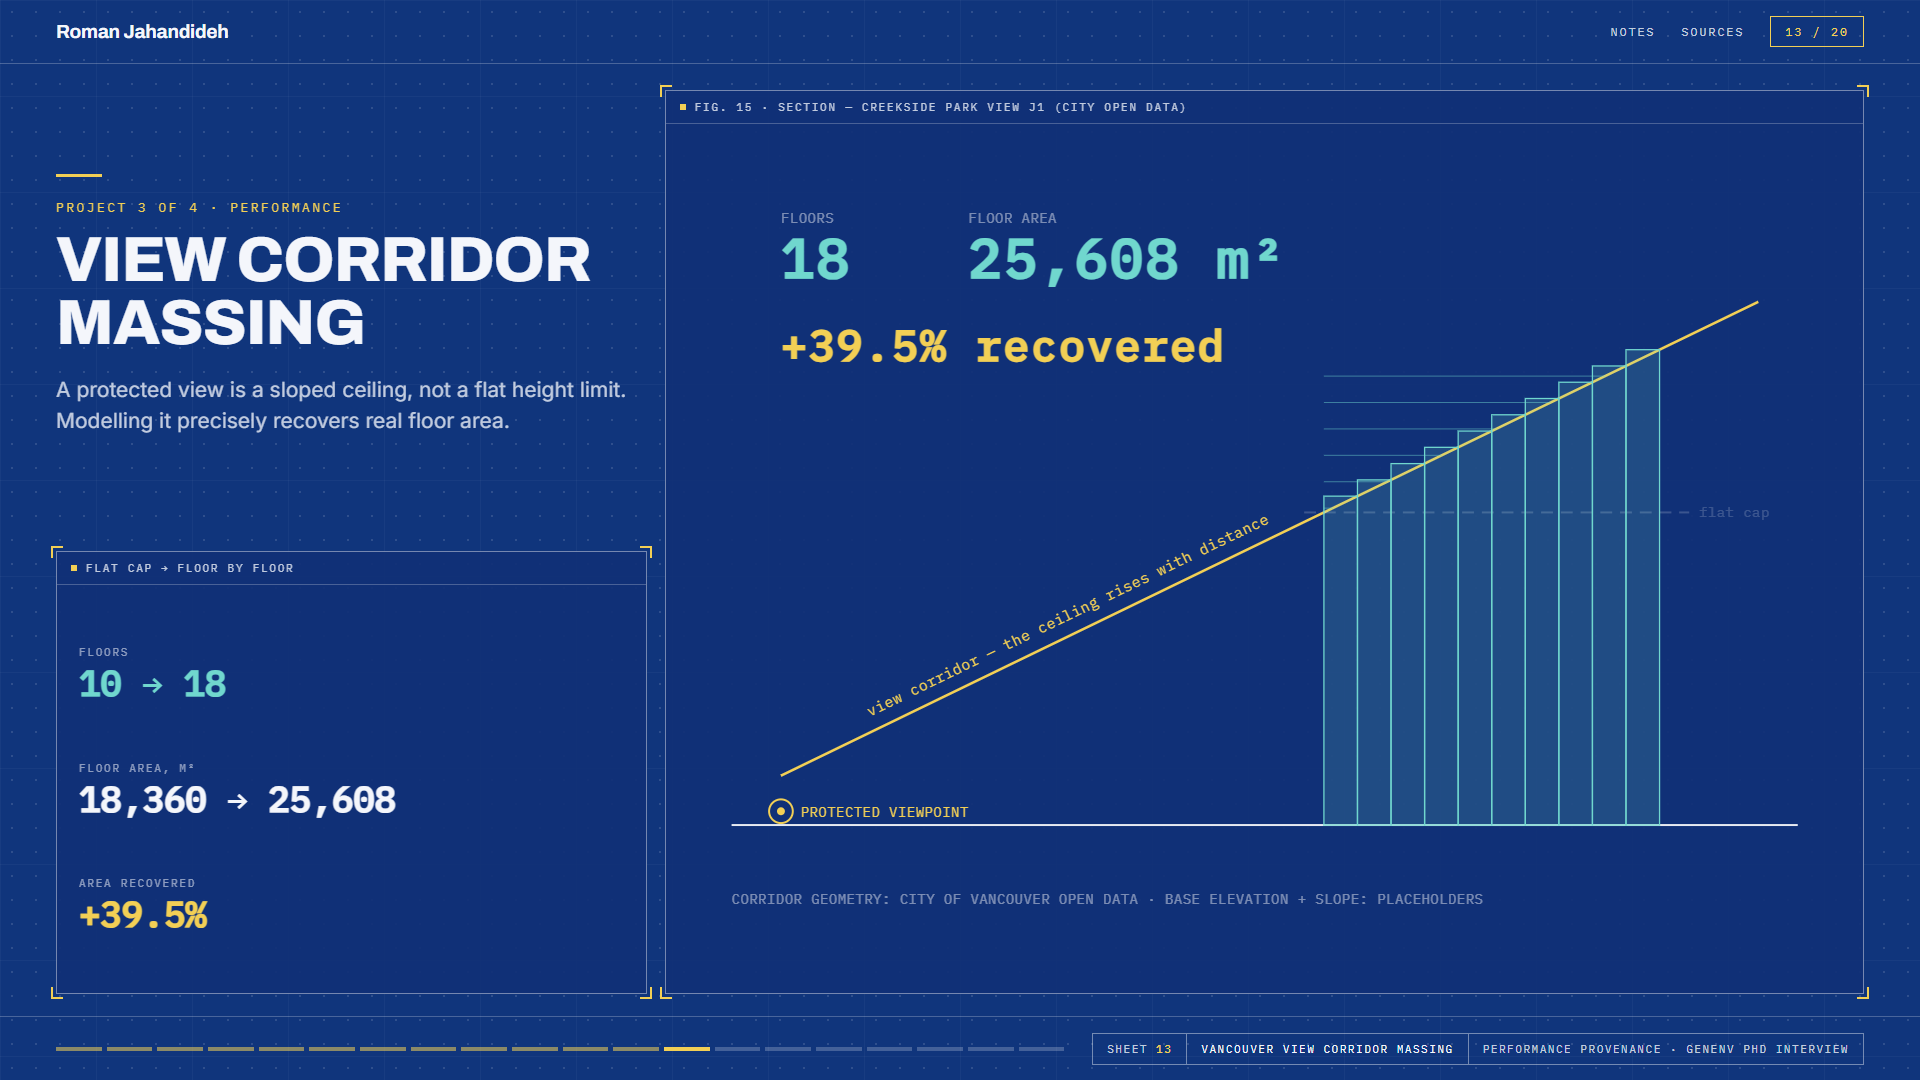 Roman Jahandideh
NOTES
SOURCES
13 / 20
PROJECT 3 OF 4 · PERFORMANCE
VIEW CORRIDOR
MASSING
A protected view is a sloped ceiling, not a flat height limit.
Modelling it precisely recovers real floor area.
FLAT CAP → FLOOR BY FLOOR
FLOORS
10 → 18
FLOOR AREA, M²
18,360 → 25,608
AREA RECOVERED
+39.5%
FIG. 15 · SECTION — CREEKSIDE PARK VIEW J1 (CITY OPEN DATA)
FLOORS
18
FLOOR AREA
25,608 m²
+39.5% recovered
flat cap
view corridor — the ceiling rises with distance
PROTECTED VIEWPOINT
CORRIDOR GEOMETRY: CITY OF VANCOUVER OPEN DATA · BASE ELEVATION + SLOPE: PLACEHOLDERS
SHEET 13
VANCOUVER VIEW CORRIDOR MASSING
PERFORMANCE PROVENANCE · GENENV PHD INTERVIEW